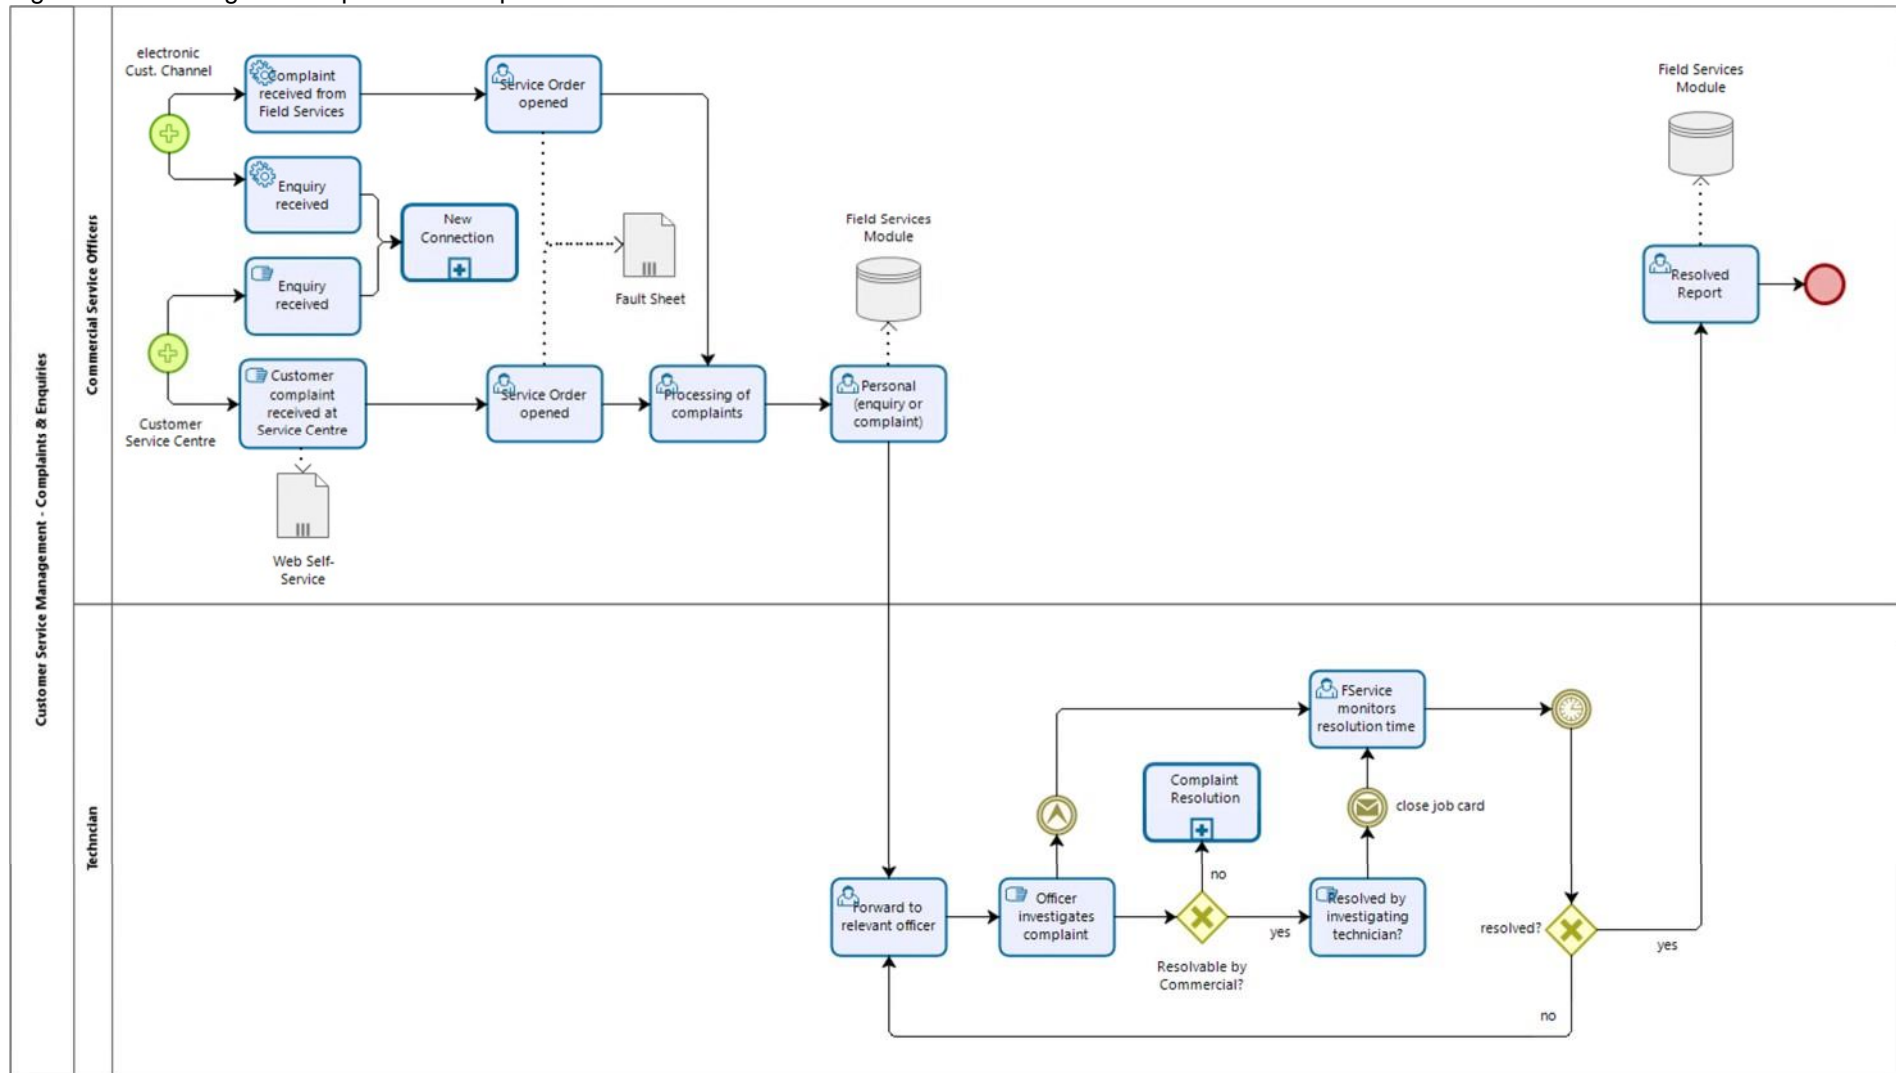 Customer Service Management - Complaints & Enquiries
Commercial Service Officers
electronic
Cust. Channel
Complaint
received from
Field Services
Service Order
opened
Enquiry
received
New
Connection
Enquiry
received
Fault Sheet
Customer
Service Centre
Customer
complaint
received at
Service Centre
Service Order
opened
Processing of
complaints
Field Services
Module
Personal
(enquiry or
complaint)
Web Self-
Service
Field Services
Module
Resolved
Report
Techncian
Forward to
relevant officer
Officer
investigates
complaint
Resolvable by
Commercial?
no
yes
Complaint
Resolution
Resolved by
investigating
technician?
close job card
FService
monitors
resolution time
resolved?
yes
no